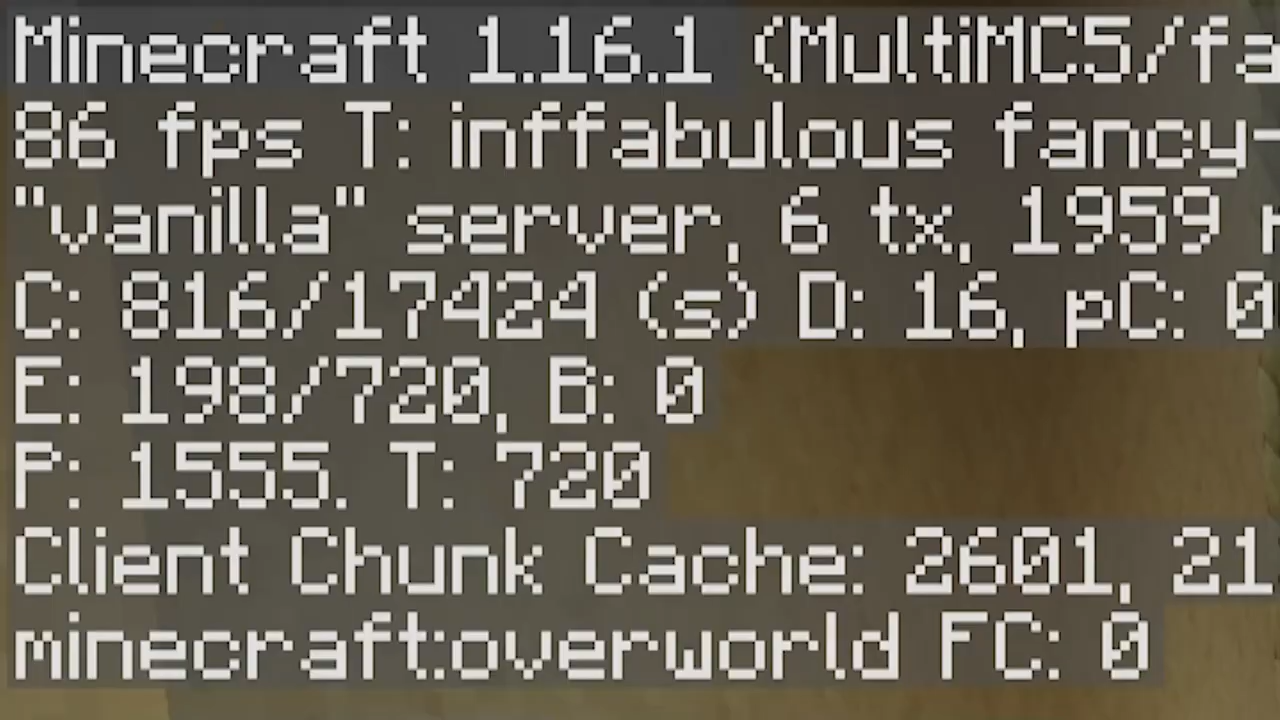 Minecraft 1.16.1 (MultiMC5/fa
86 fps T: inffabulous fancy-
"vanilla" server, 6 tx, 1959 r
C: 816/17424 (s) D: 16, pC: 0
E: 198/720, B: 0
P: 1555. T: 720
Client Chunk Cache: 2601, 21
minecraft:overworld FC: 0